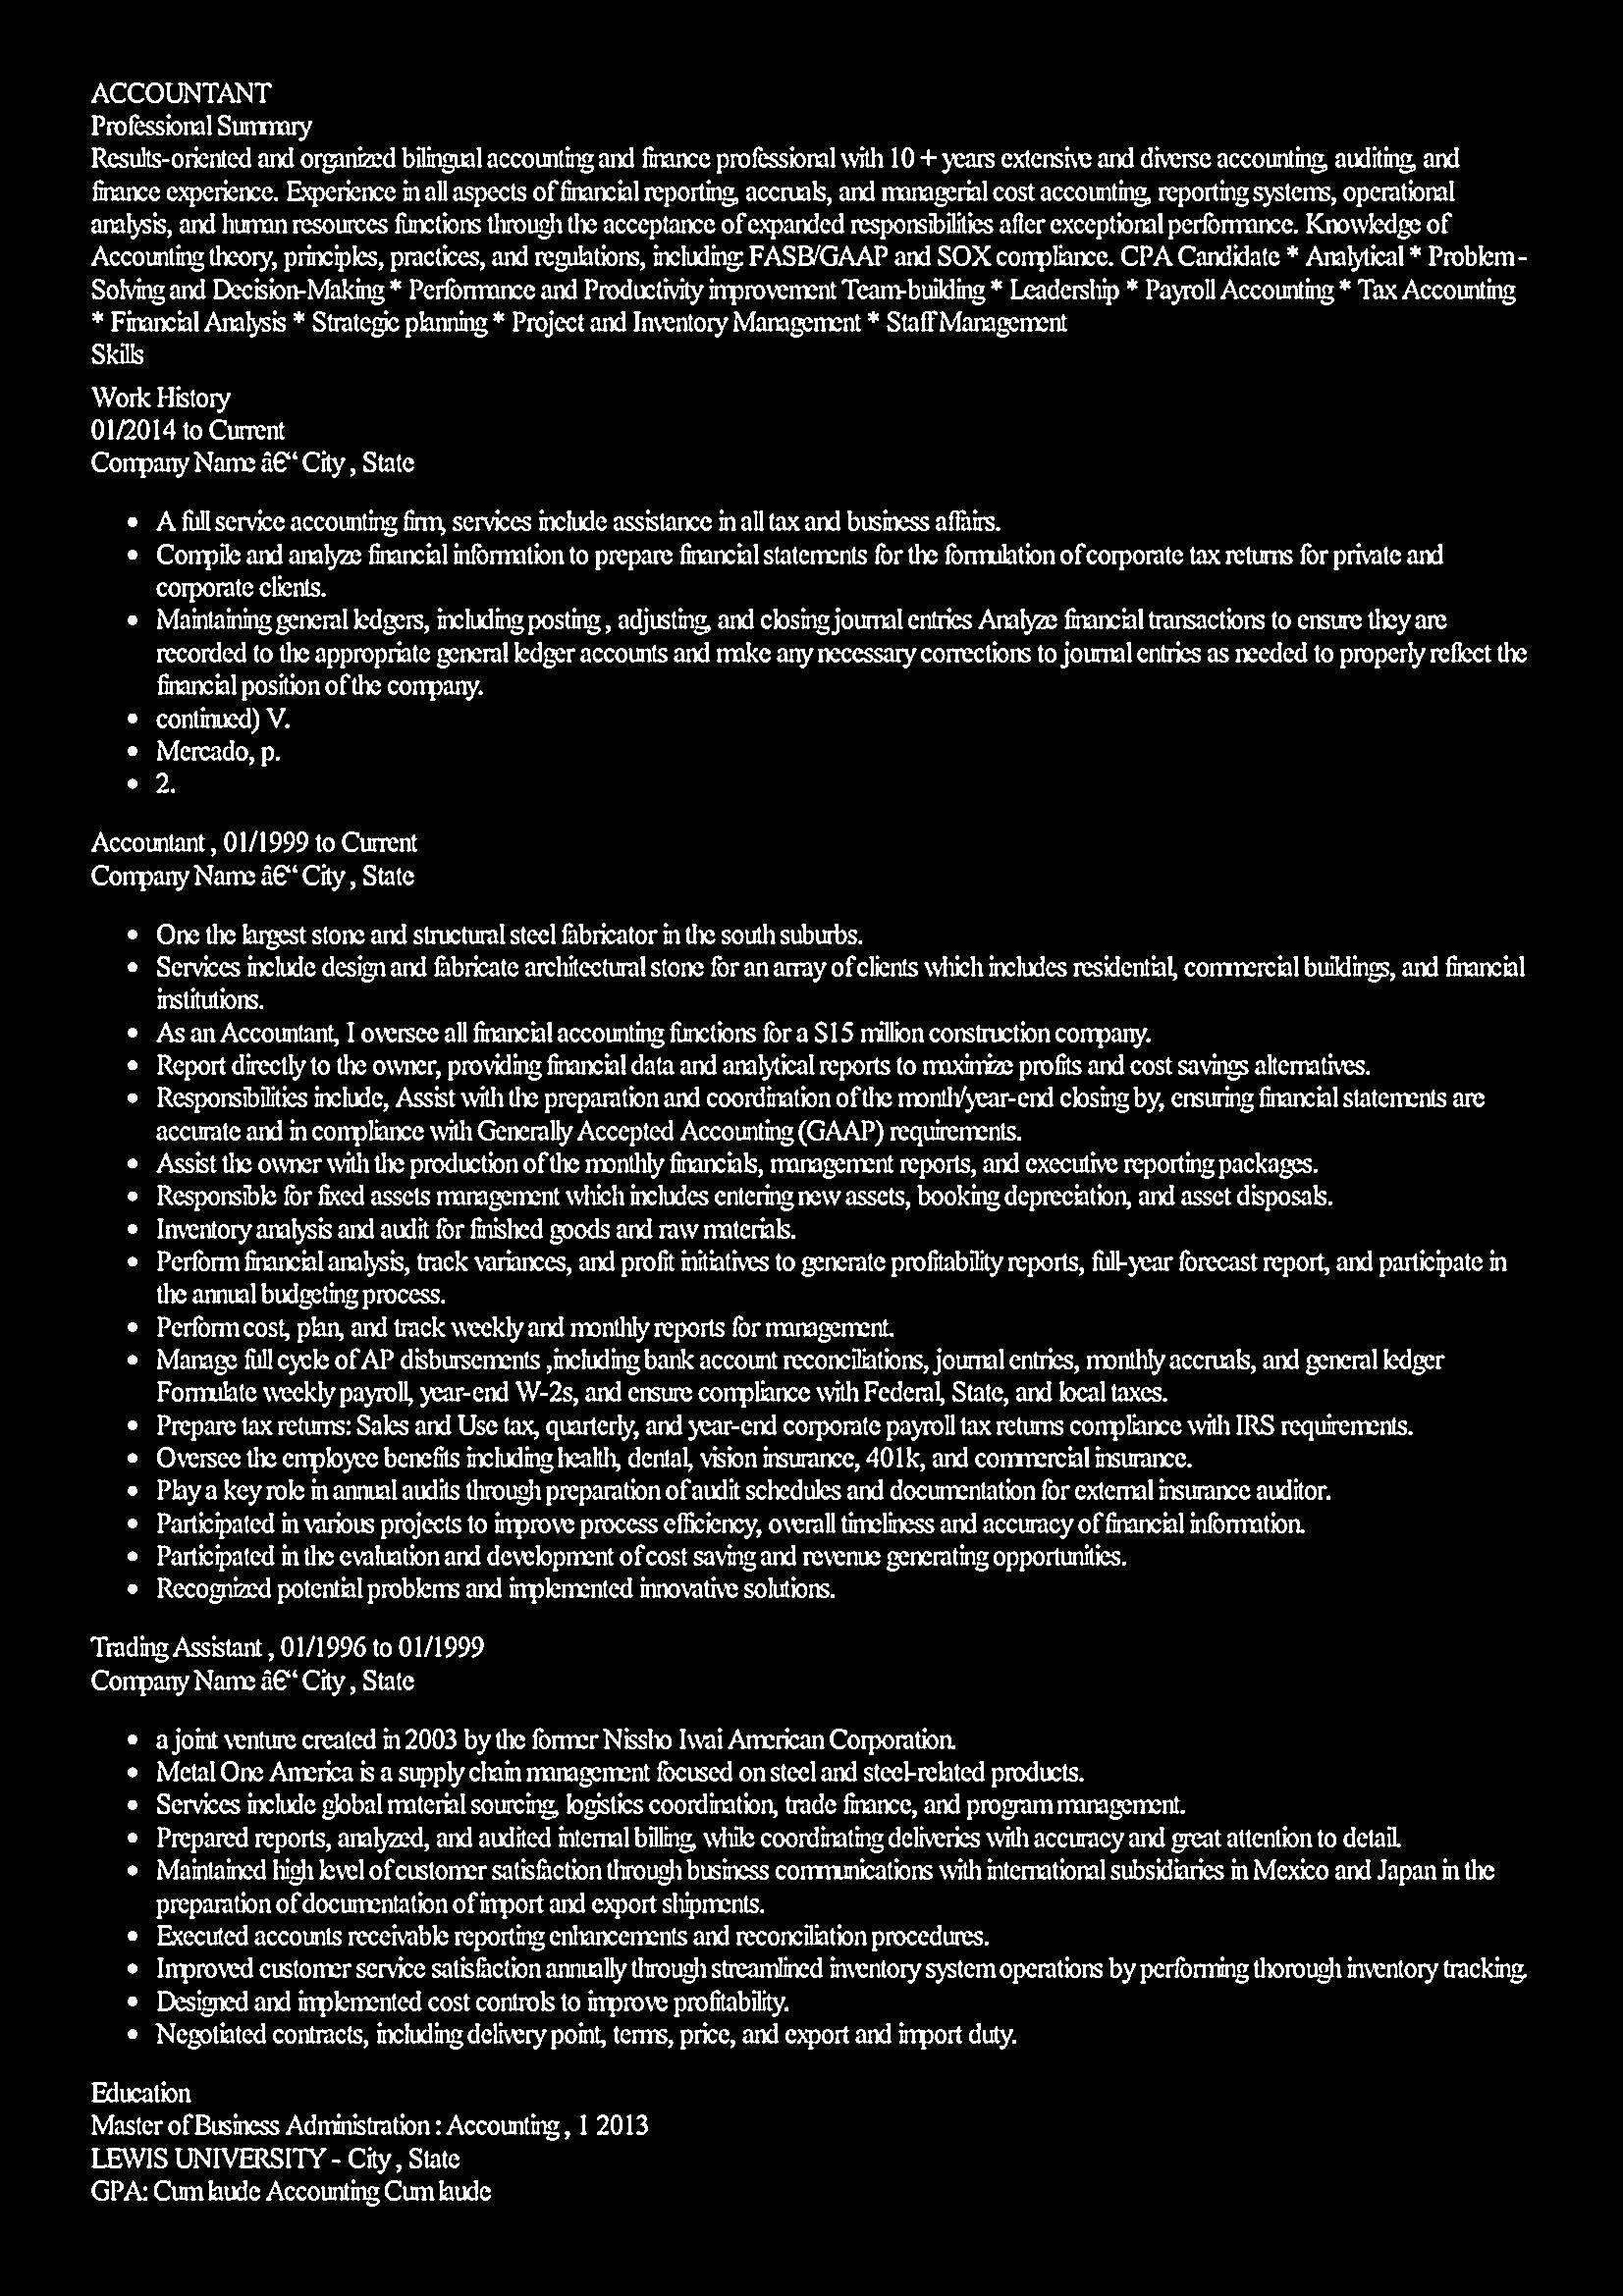 ACCOUNTANT
Professional Summary
Results-oriented and organized bilingual accounting and finance professional with 10 + years extensive and diverse accounting, auditing, and
finance experience. Experience in all aspects of financial reporting, accruals, and managerial cost accounting, reporting systems, operational
analysis, and human resources functions through the acceptance of expanded responsibilities after exceptional performance. Knowledge of
Accounting theory, principles, practices, and regulations, including: FASB/GAAP and SOX compliance. CPA Candidate * Analytical * Problem-
Solving and Decision-Making * Performance and Productivity improvement Team-building * Leadership * Payroll Accounting * Tax Accounting
* Financial Analysis * Strategic planning * Project and Inventory Management * Staff Management
Skills
Work History
01/2014 to Current
Company Name â€“ City , State
• A full service accounting firm, services include assistance in all tax and business affairs.
• Compile and analyze financial information to prepare financial statements for the formulation of corporate tax returns for private and
corporate clients.
• Maintaining general ledgers, including posting , adjusting, and closing journal entries Analyze financial transactions to ensure they are
recorded to the appropriate general ledger accounts and make any necessary corrections to journal entries as needed to properly reflect the
financial position of the company.
• continued) V.
• Mercado, p.
• 2.
Accountant , 01/1999 to Current
Company Name â€“ City , State
• One the largest stone and structural steel fabricator in the south suburbs.
• Services include design and fabricate architectural stone for an array of clients which includes residential, commercial buildings, and financial
institutions.
• As an Accountant, I oversee all financial accounting functions for a $15 million construction company.
• Report directly to the owner, providing financial data and analytical reports to maximize profits and cost savings alternatives.
• Responsibilities include, Assist with the preparation and coordination of the month/year-end closing by, ensuring financial statements are
accurate and in compliance with Generally Accepted Accounting (GAAP) requirements.
• Assist the owner with the production of the monthly financials, management reports, and executive reporting packages.
• Responsible for fixed assets management which includes entering new assets, booking depreciation, and asset disposals.
• Inventory analysis and audit for finished goods and raw materials.
• Perform financial analysis, track variances, and profit initiatives to generate profitability reports, full-year forecast report, and participate in
the annual budgeting process.
• Perform cost, plan, and track weekly and monthly reports for management.
• Manage full cycle of AP disbursements ,including bank account reconciliations, journal entries, monthly accruals, and general ledger
Formulate weekly payroll, year-end W-2s, and ensure compliance with Federal, State, and local taxes.
• Prepare tax returns: Sales and Use tax, quarterly, and year-end corporate payroll tax returns compliance with IRS requirements.
• Oversee the employee benefits including health, dental, vision insurance, 401k, and commercial insurance.
• Play a key role in annual audits through preparation of audit schedules and documentation for external insurance auditor.
• Participated in various projects to improve process efficiency, overall timeliness and accuracy of financial information.
• Participated in the evaluation and development of cost saving and revenue generating opportunities.
• Recognized potential problems and implemented innovative solutions.
Trading Assistant , 01/1996 to 01/1999
Company Name â€“ City , State
• a joint venture created in 2003 by the former Nissho Iwai American Corporation.
• Metal One America is a supply chain management focused on steel and steel-related products.
• Services include global material sourcing, logistics coordination, trade finance, and program management.
• Prepared reports, analyzed, and audited internal billing, while coordinating deliveries with accuracy and great attention to detail.
• Maintained high level of customer satisfaction through business communications with international subsidiaries in Mexico and Japan in the
preparation of documentation of import and export shipments.
• Executed accounts receivable reporting enhancements and reconciliation procedures.
• Improved customer service satisfaction annually through streamlined inventory system operations by performing thorough inventory tracking.
• Designed and implemented cost controls to improve profitability.
• Negotiated contracts, including delivery point, terms, price, and export and import duty.
Education
Master of Business Administration : Accounting , 1 2013
LEWIS UNIVERSITY - City , State
GPA: Cum laude Accounting Cum laude